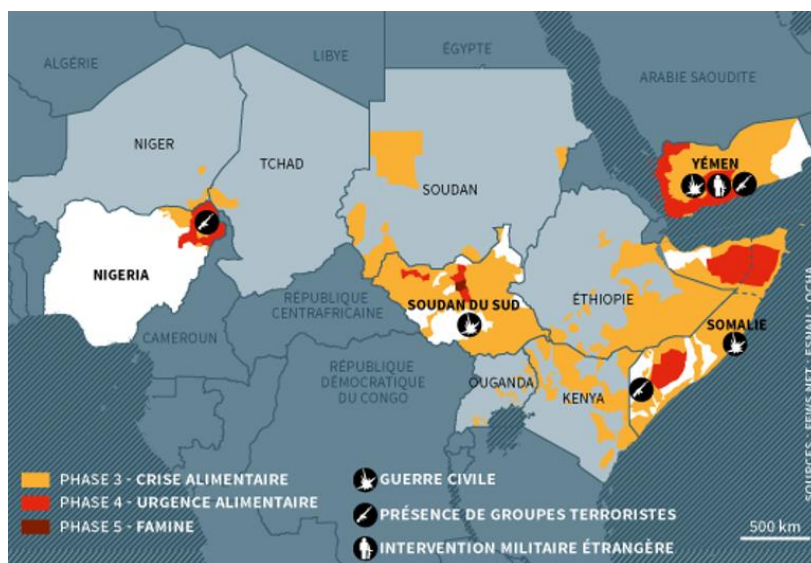 ALGÉRIE
LIBYE
ÉGYPTE
ARABIE SAOUDITE
NIGER
TCHAD
SOUDAN
YÉMEN
NIGERIA
SOUDAN DU SUD
ÉTHIOPIE
SOMALIE
RÉPUBLIQUE
CENTRAFRICAINE
CAMEROUN
RÉPUBLIQUE
DÉMOCRATIQUE
DU CONGO
OUGANDA
KENYA
PHASE 3 - CRISE ALIMENTAIRE
PHASE 4 - URGENCE ALIMENTAIRE
PHASE 5 - FAMINE
GUERRE CIVILE
PRÉSENCE DE GROUPES TERRORISTES
INTERVENTION MILITAIRE ÉTRANGÈRE
500 km